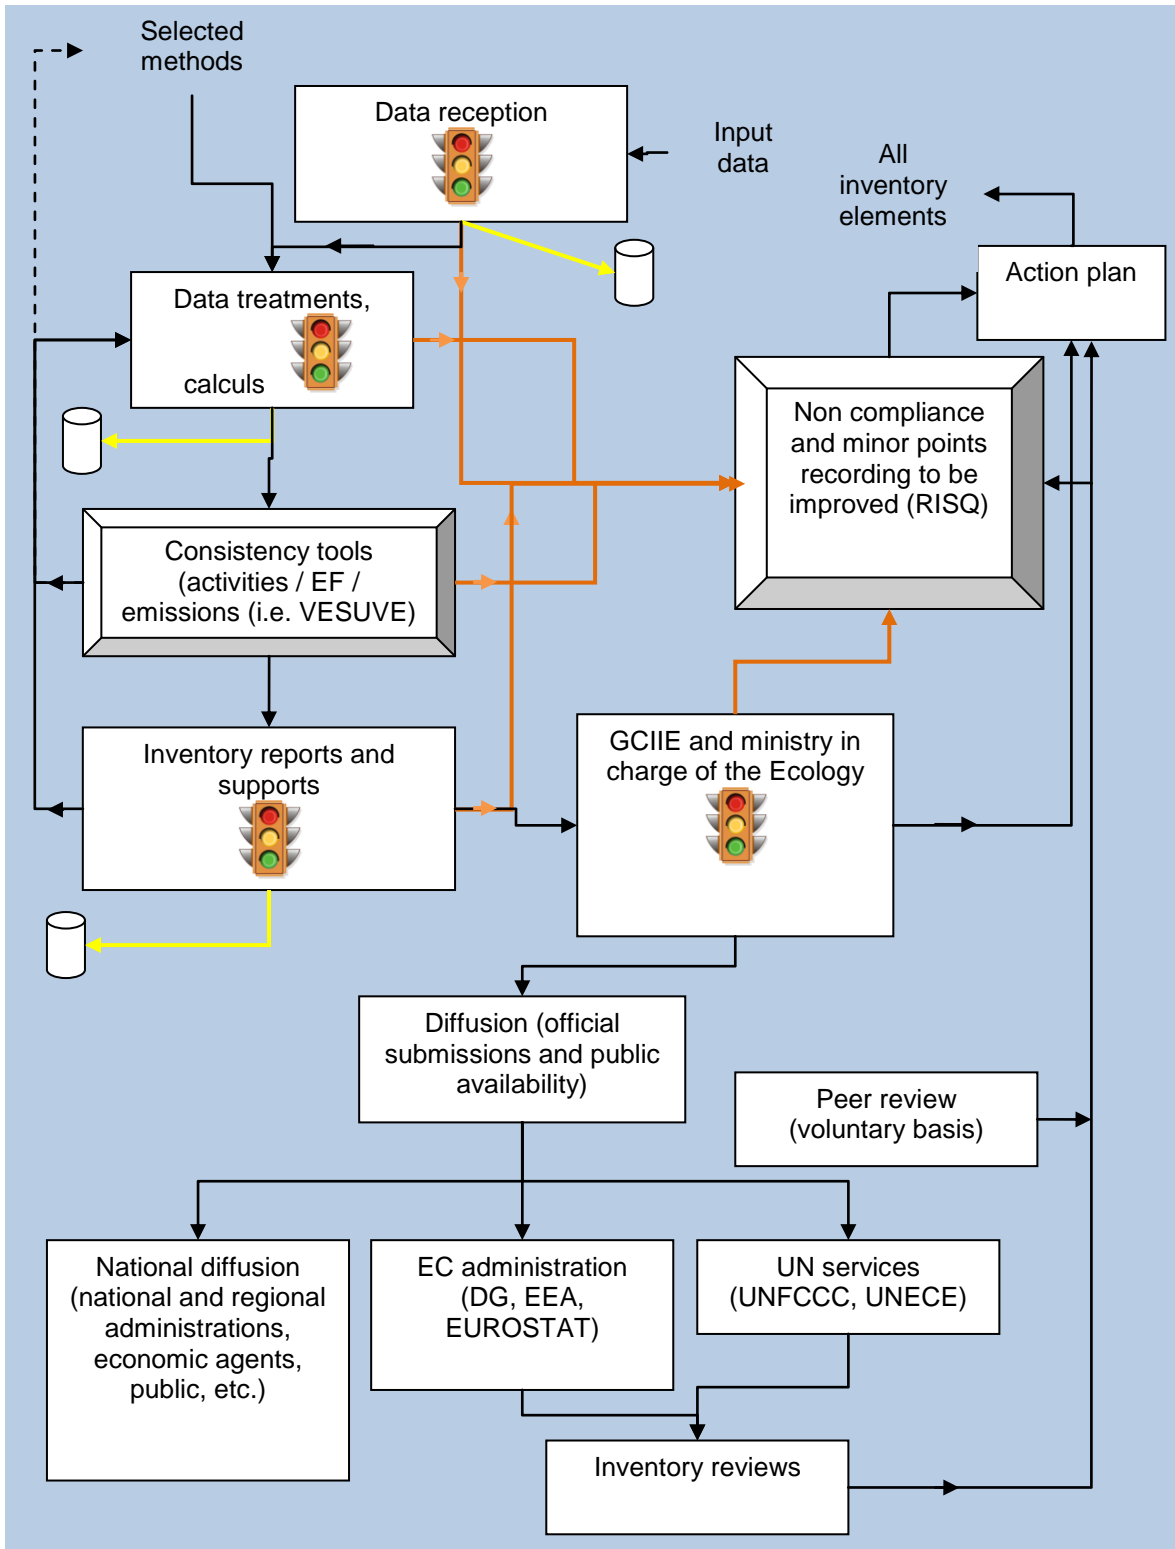 Selected
methods
Data reception
Input
data
All
inventory
elements
Action plan
Data treatments,
calculs
Non compliance
and minor points
recording to be
improved (RISQ)
Consistency tools
(activities / EF /
emissions (i.e. VESUVE)
Inventory reports and
supports
GCIIE and ministry in
charge of the Ecology
Diffusion (official
submissions and public
availability)
Peer review
(voluntary basis)
National diffusion
(national and regional
administrations,
economic agents,
public, etc.)
EC administration
(DG, EEA,
EUROSTAT)
UN services
(UNFCCC, UNECE)
Inventory reviews